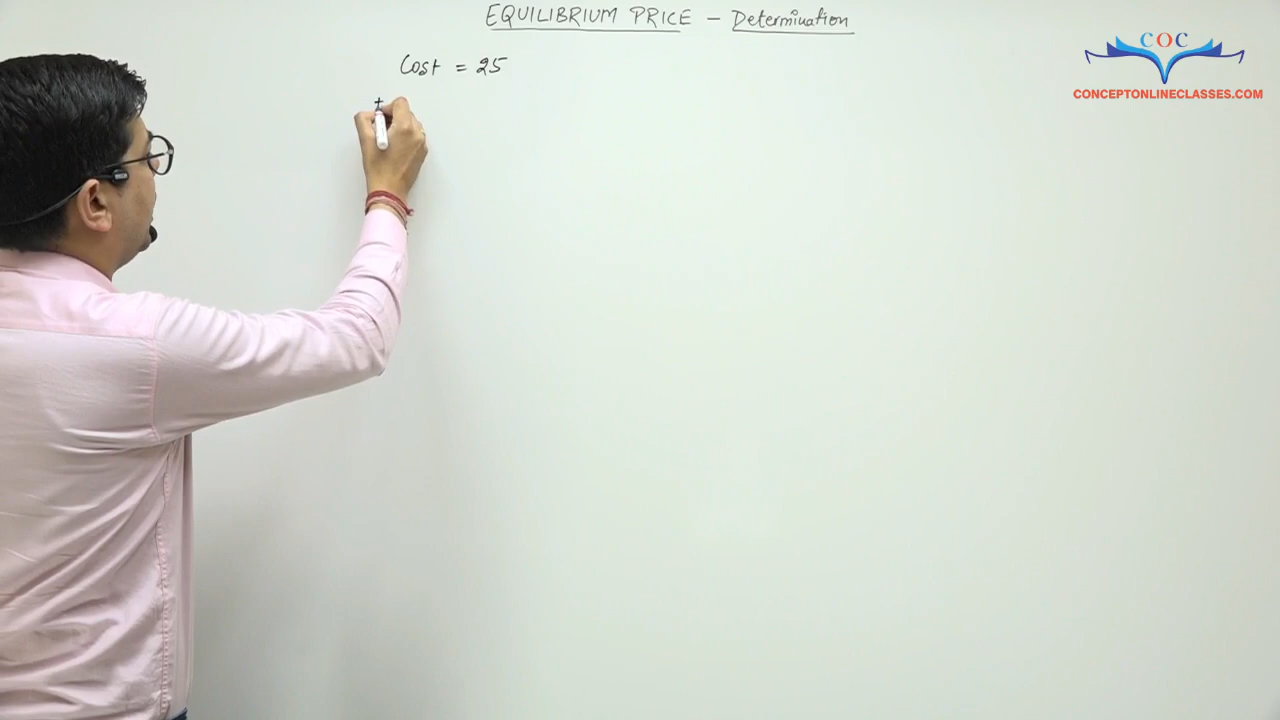 EQUILIBRIUM PRICE - Determination
Cost = 25
+
COC
CONCEPTONLINECLASSES.COM